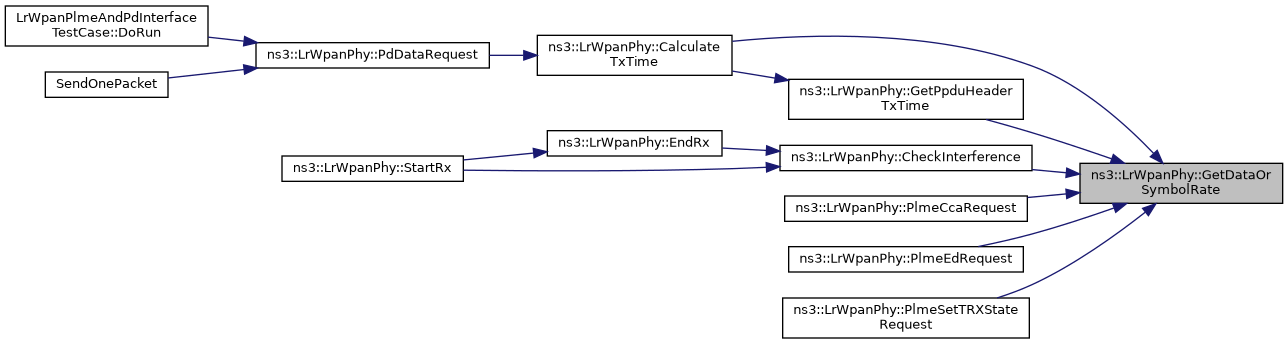 LrWpanPlmeAndPdInterface
TestCase::DoRun
SendOnePacket
ns3::LrWpanPhy::PdDataRequest
ns3::LrWpanPhy::Calculate
TxTime
ns3::LrWpanPhy::GetPpduHeader
TxTime
ns3::LrWpanPhy::StartRx
ns3::LrWpanPhy::EndRx
ns3::LrWpanPhy::CheckInterference
ns3::LrWpanPhy::PlmeCcaRequest
ns3::LrWpanPhy::PlmeEdRequest
ns3::LrWpanPhy::PlmeSetTRXState
Request
ns3::LrWpanPhy::GetDataOr
SymbolRate